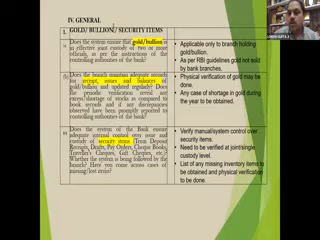 IV. GENERAL
1. GOLD/ BULLION/ SECURITY ITEMS
Does the system ensure that gold/bullion is
in effective joint custody of two or more
officials, as per the instructions of the
controlling authorities of the bank?
• Applicable only to branch holding
gold/bullion.
• As per RBI guidelines gold not sold
by bank branches.
(b) Does the branch maintain adequate records
for receipt, issues and balances of
gold/bullion and updated regularly? Does
the periodic verification reveal any
excess/shortage of stocks as compared to
book records and if any discrepancies
observed have been promptly reported to
controlling authorities of the bank?
• Physical verification of gold may be
done.
• Any case of shortage in gold during
the year to be obtained.
Does the system of the Bank ensure
adequate internal control over issue and
custody of security items (Term Deposit
Receipts, Drafts, Pay Orders, Cheque Books,
Traveller's Cheques, Gift Cheques, etc.)?
Whether the system is being followed by the
branch? Have you come across cases of
missing/lost items?
• Verify manual/system control over
security items.
• Need to be verified at joint/single
custody level.
• List of any missing inventory items to
be obtained and physical verification
to be done.